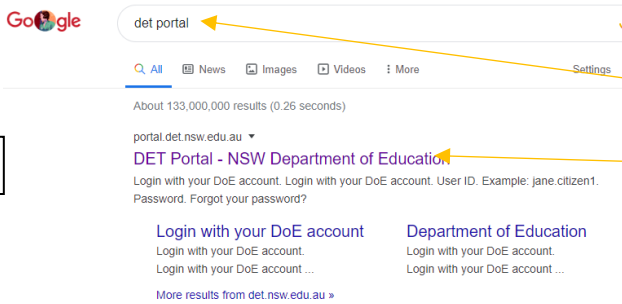 Google
det portal
All News Images Videos More Settings
About 133,000,000 results (0.26 seconds)
portal.det.nsw.edu.au
DET Portal - NSW Department of Education
Login with your DoE account. Login with your DoE account. User ID. Example: jane.citizen1.
Password. Forgot your password?
Login with your DoE account Department of Education
Login with your DoE account. Login with your DoE account.
Login with your DoE account ... Login with your DoE account ...
More results from det.nsw.edu.au »